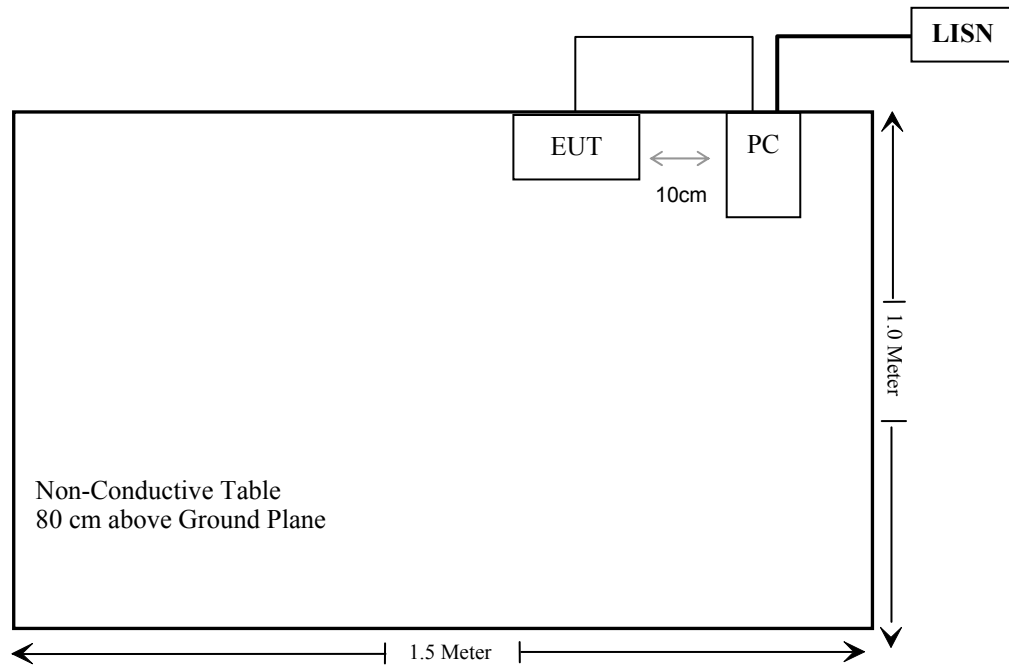 LISN
EUT
PC
10cm
1.0 Meter
Non-Conductive Table
80 cm above Ground Plane
1.5 Meter